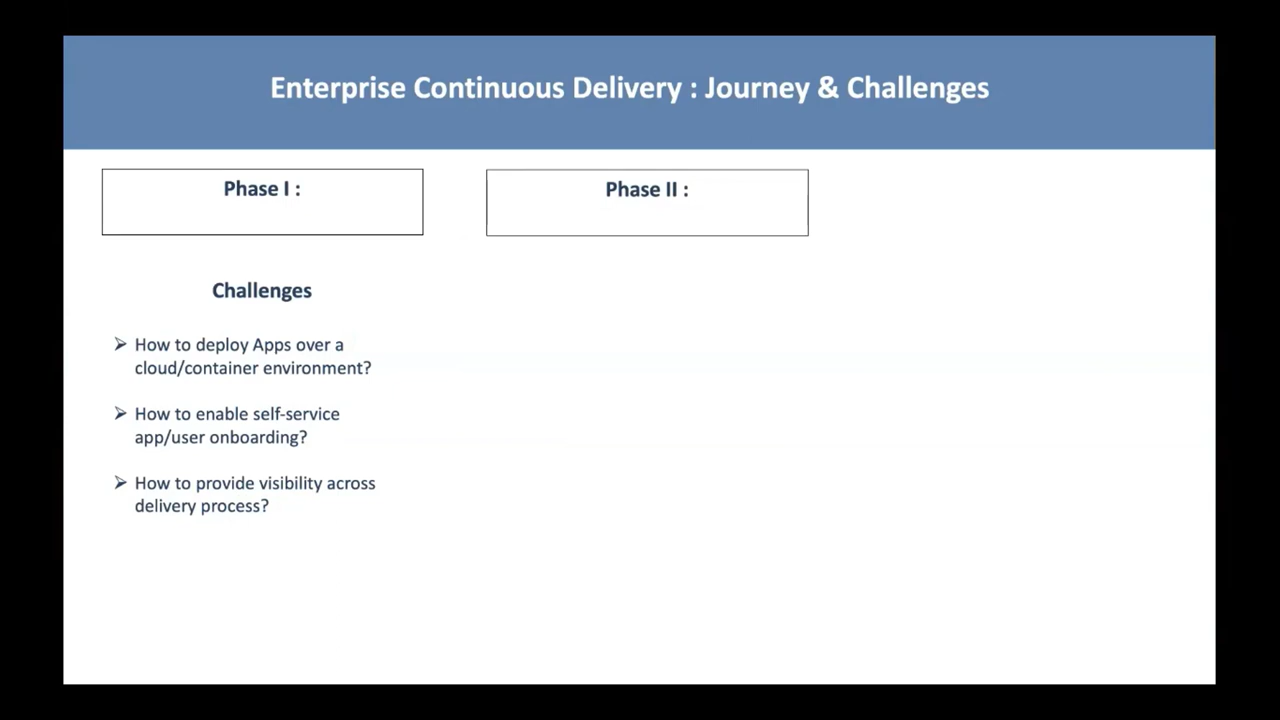 Enterprise Continuous Delivery : Journey & Challenges
Phase I :
Phase II :
Challenges
➢ How to deploy Apps over a
cloud/container environment?
➢ How to enable self-service
app/user onboarding?
➢ How to provide visibility across
delivery process?